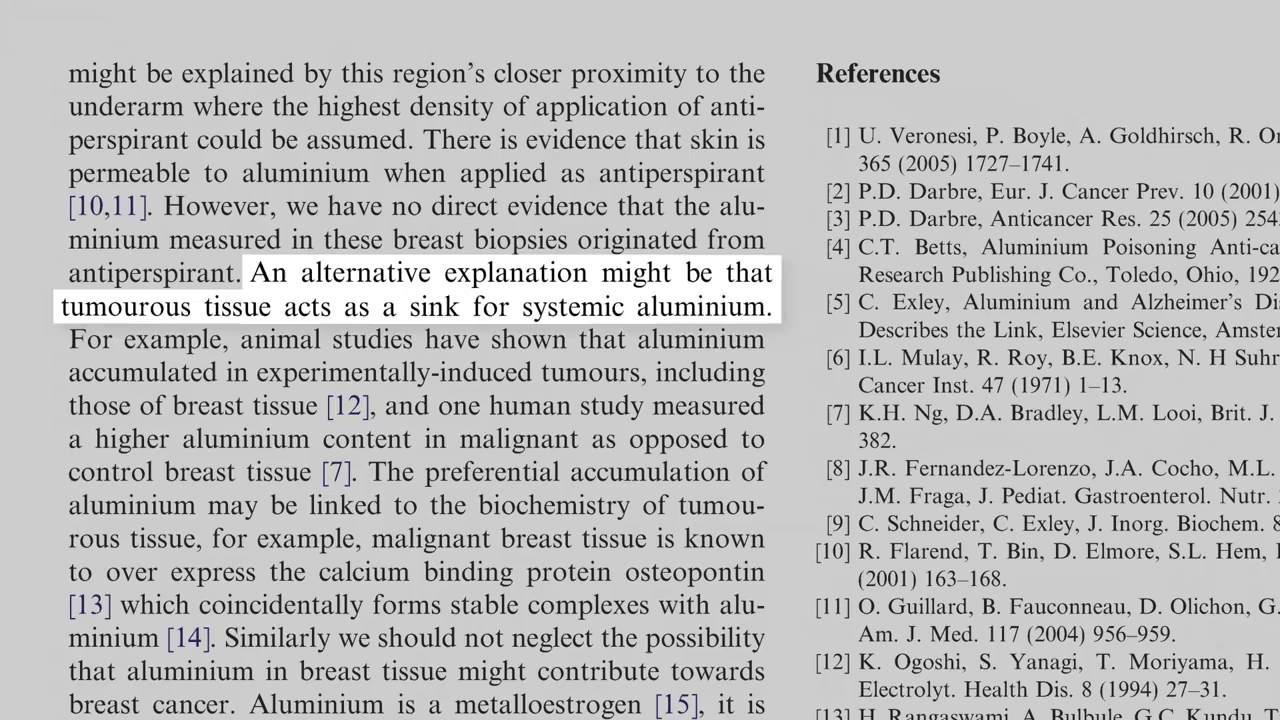 might be explained by this region's closer proximity to the
underarm where the highest density of application of anti-
perspirant could be assumed. There is evidence that skin is
permeable to aluminium when applied as antiperspirant
[10,11]. However, we have no direct evidence that the alu-
minium measured in these breast biopsies originated from
antiperspirant. An alternative explanation might be that
tumourous tissue acts as a sink for systemic aluminium.
For example, animal studies have shown that aluminium
accumulated in experimentally-induced tumours, including
those of breast tissue [12], and one human study measured
a higher aluminium content in malignant as opposed to
control breast tissue [7]. The preferential accumulation of
aluminium may be linked to the biochemistry of tumou-
rous tissue, for example, malignant breast tissue is known
to over express the calcium binding protein osteopontin
[13] which coincidentally forms stable complexes with alu-
minium [14]. Similarly we should not neglect the possibility
that aluminium in breast tissue might contribute towards
breast cancer. Aluminium is a metalloestrogen [15], it is
References
[1] U. Veronesi, P. Boyle, A. Goldhirsch, R. O
365 (2005) 1727–1741.
[2] P.D. Darbre, Eur. J. Cancer Prev. 10 (2001)
[3] P.D. Darbre, Anticancer Res. 25 (2005) 254
[4] C.T. Betts, Aluminium Poisoning Anti-ca
Research Publishing Co., Toledo, Ohio, 192
[5] C. Exley, Aluminium and Alzheimer's Di
Describes the Link, Elsevier Science, Amste
[6] I.L. Mulay, R. Roy, B.E. Knox, N. H Suhr
Cancer Inst. 47 (1971) 1–13.
[7] K.H. Ng, D.A. Bradley, L.M. Looi, Brit. J.
382.
[8] J.R. Fernandez-Lorenzo, J.A. Cocho, M.L.
J.M. Fraga, J. Pediat. Gastroenterol. Nutr.
[9] C. Schneider, C. Exley, J. Inorg. Biochem. 8
[10] R. Flarend, T. Bin, D. Elmore, S.L. Hem,
(2001) 163–168.
[11] O. Guillard, B. Fauconneau, D. Olichon, G.
Am. J. Med. 117 (2004) 956–959.
[12] K. Ogoshi, S. Yanagi, T. Moriyama, H.
Electrolyt. Health Dis. 8 (1994) 27–31.
[13] H. Rangaswami, A. Bulbule, G.C. Kundu, T